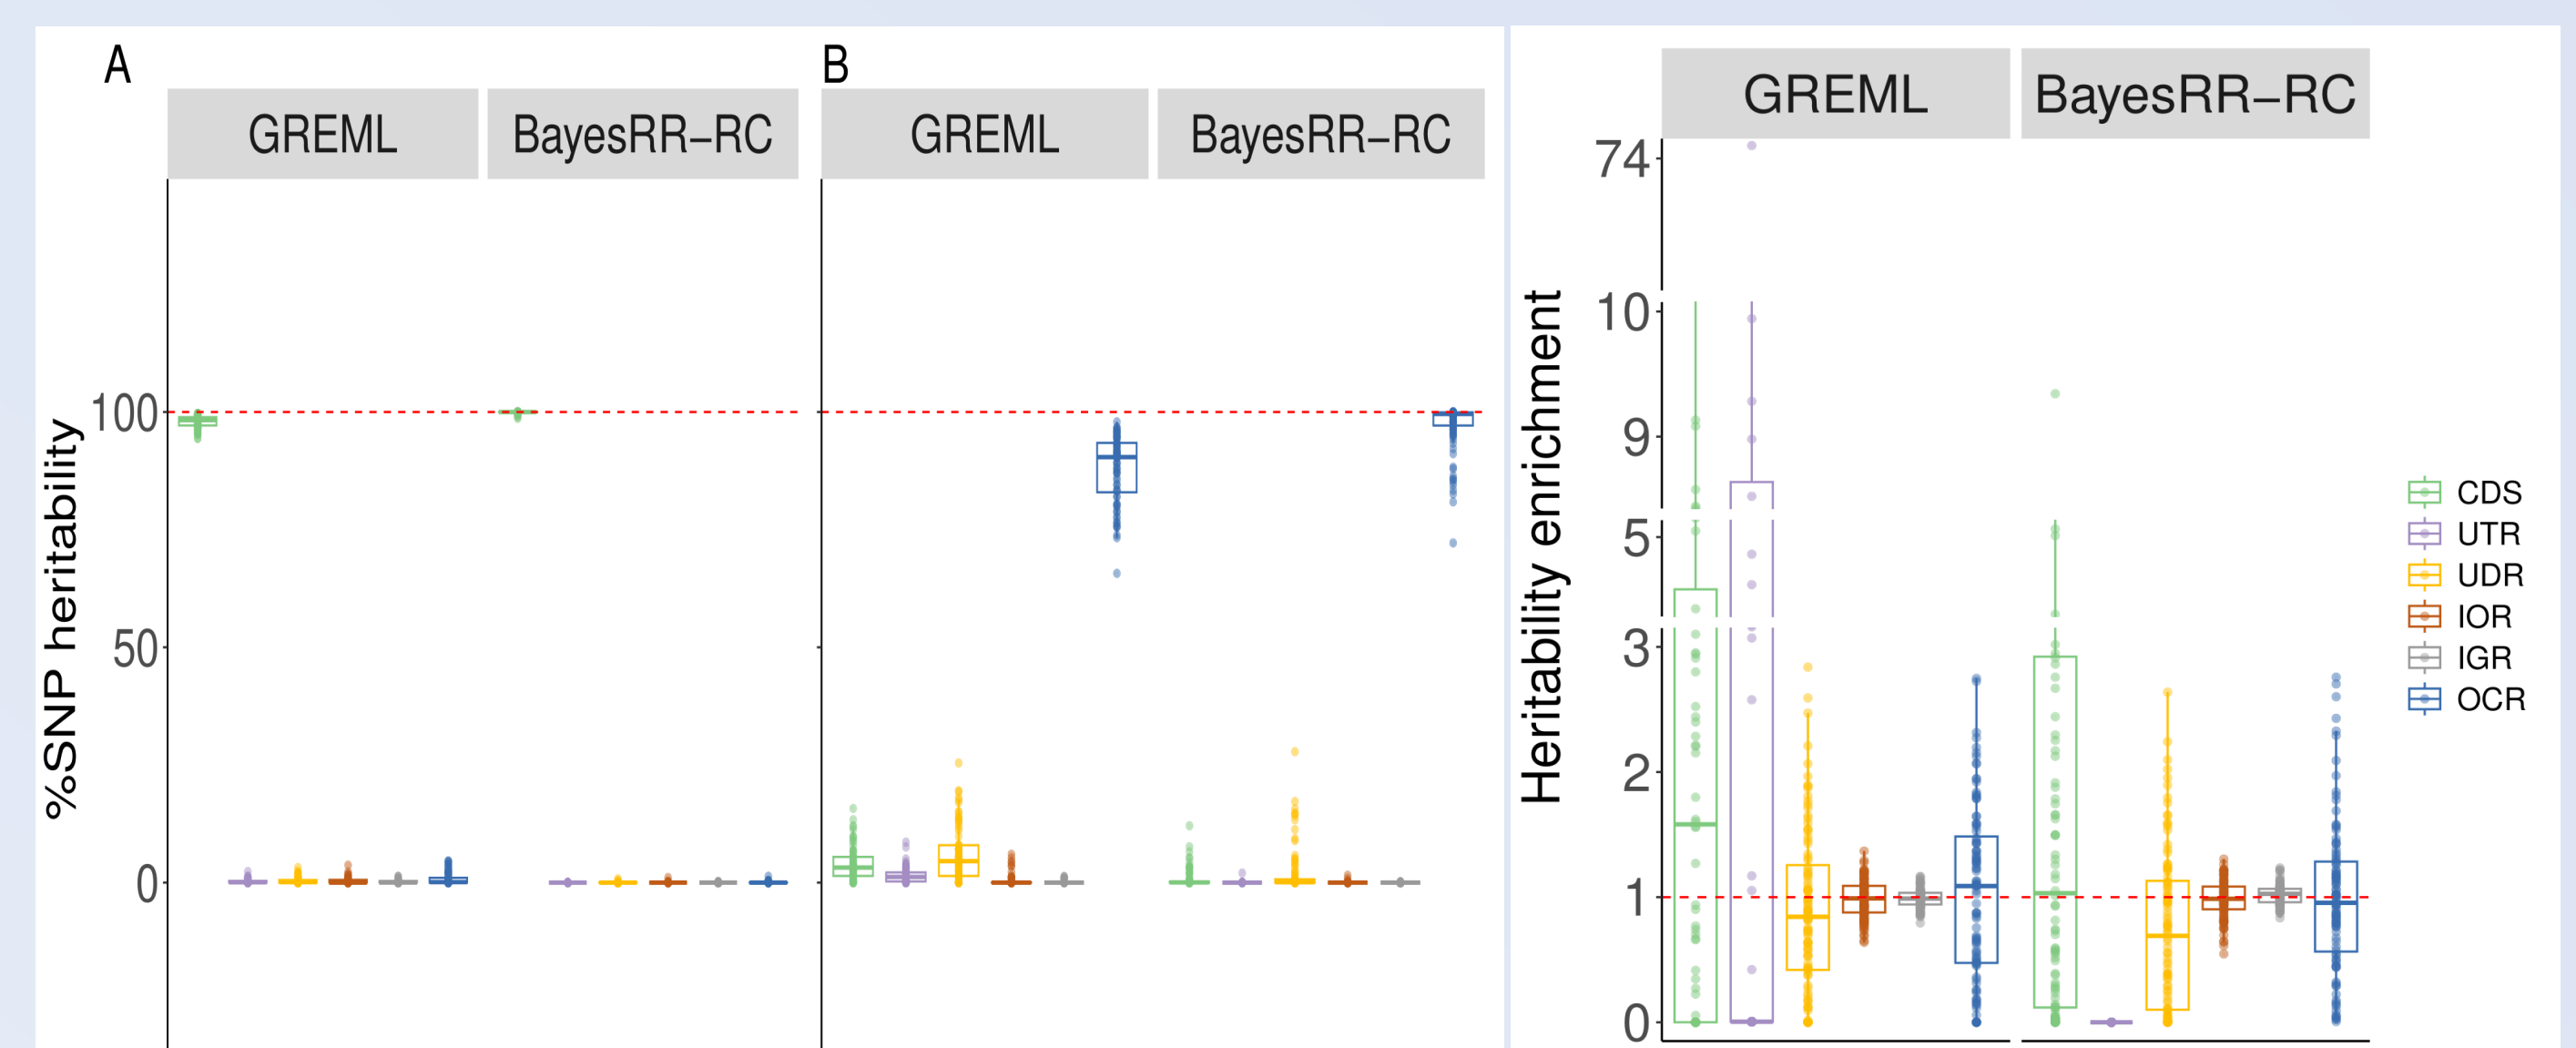 A
B
GREML
BayesRR–RC
GREML
BayesRR–RC
%SNP heritability
100
50
0
GREML
BayesRR–RC
Heritability enrichment
74
10
9
5
3
2
1
0
CDS
UTR
UDR
IOR
IGR
OCR